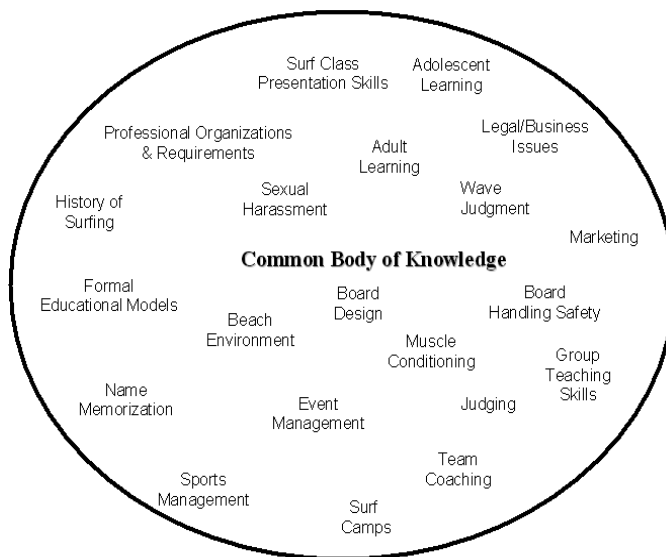 Surf Class
Presentation Skills
Adolescent
Learning
Professional Organizations
& Requirements
Adult
Learning
Legal/Business
Issues
History of
Surfing
Sexual
Harassment
Wave
Judgment
Marketing
Common Body of Knowledge
Formal
Educational Models
Beach
Environment
Board
Design
Board
Handling Safety
Muscle
Conditioning
Group
Teaching
Skills
Name
Memorization
Event
Management
Judging
Sports
Management
Team
Coaching
Surf
Camps